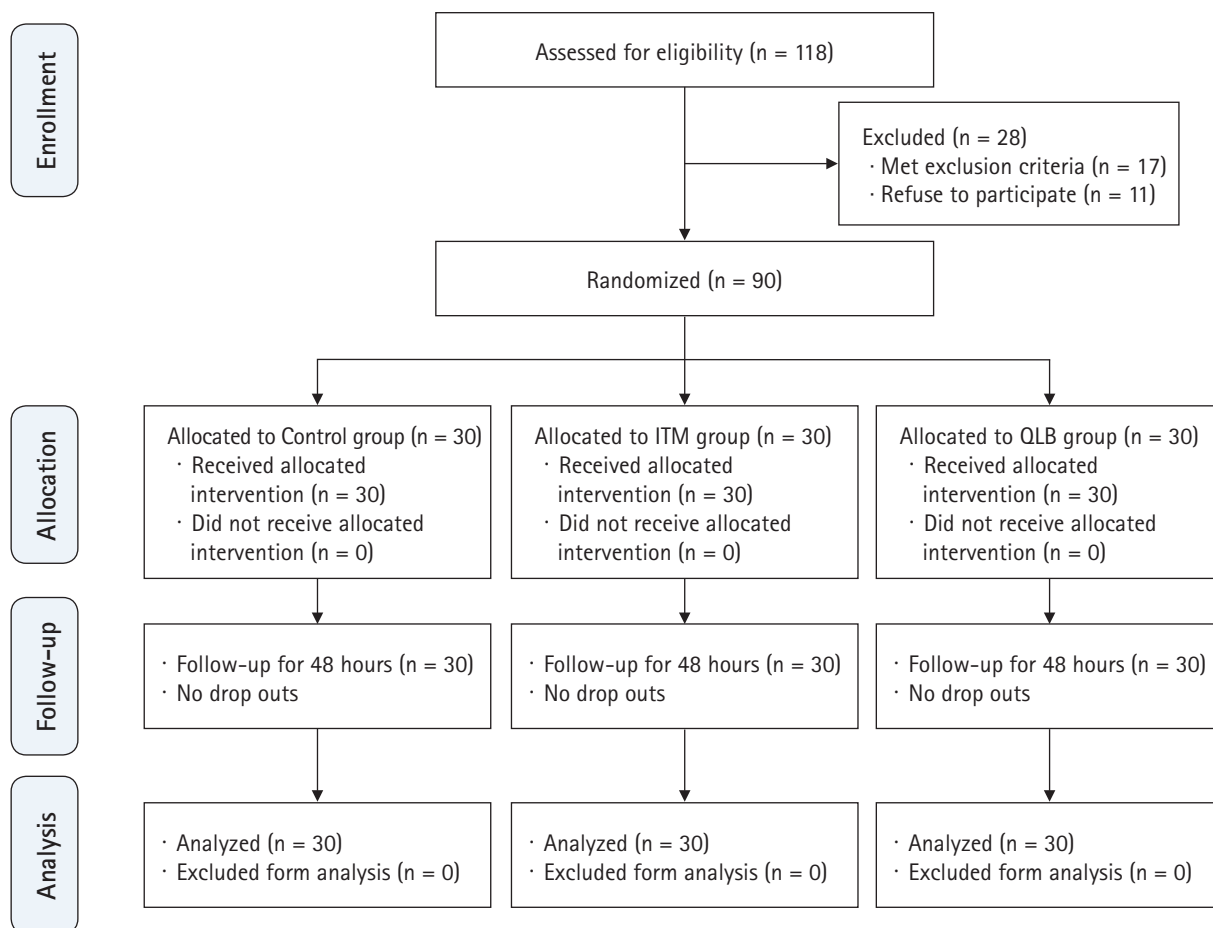 Enrollment
Assessed for eligibility (n = 118)
Excluded (n = 28)
· Met exclusion criteria (n = 17)
· Refuse to participate (n = 11)
Randomized (n = 90)
Allocation
Allocated to Control group (n = 30)
· Received allocated
intervention (n = 30)
· Did not receive allocated
intervention (n = 0)
Allocated to ITM group (n = 30)
· Received allocated
intervention (n = 30)
· Did not receive allocated
intervention (n = 0)
Allocated to QLB group (n = 30)
· Received allocated
intervention (n = 30)
· Did not receive allocated
intervention (n = 0)
Follow-up
· Follow-up for 48 hours (n = 30)
· No drop outs
· Follow-up for 48 hours (n = 30)
· No drop outs
· Follow-up for 48 hours (n = 30)
· No drop outs
Analysis
· Analyzed (n = 30)
· Excluded form analysis (n = 0)
· Analyzed (n = 30)
· Excluded form analysis (n = 0)
· Analyzed (n = 30)
· Excluded form analysis (n = 0)